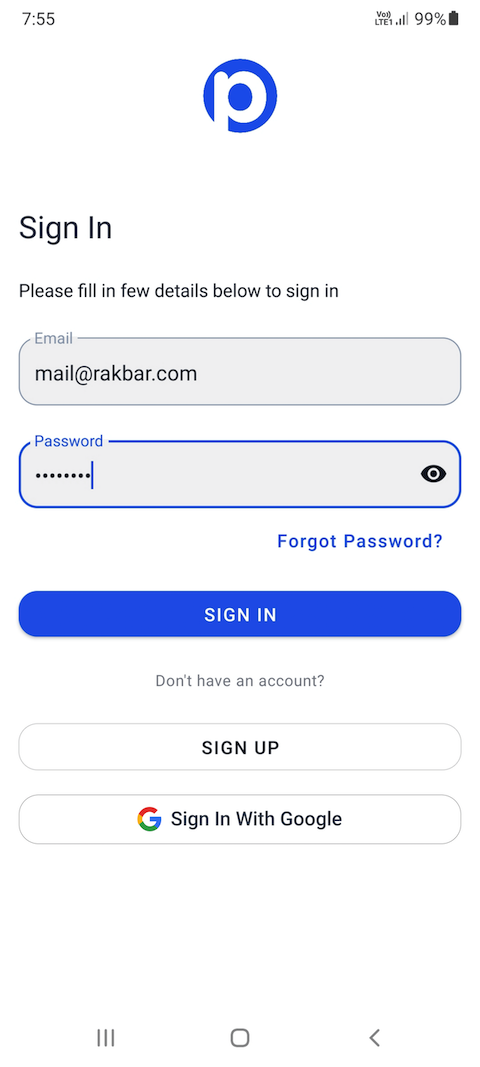 7:55
Vo)) LTE1 99%
Sign In
Please fill in few details below to sign in
Email
mail@rakbar.com
Password
••••••••
Forgot Password?
SIGN IN
Don't have an account?
SIGN UP
Sign In With Google